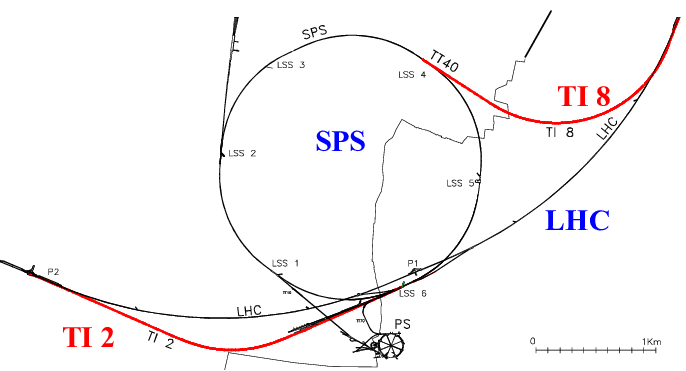 SPS
LSS 3
LSS 4
TT40
TI 8
TI 8
LHC
SPS
LSS 2
LSS 5
LHC
LSS 1
P1
P2
LSS 6
LHC
PS
TI 2
TI 2
0
1Km